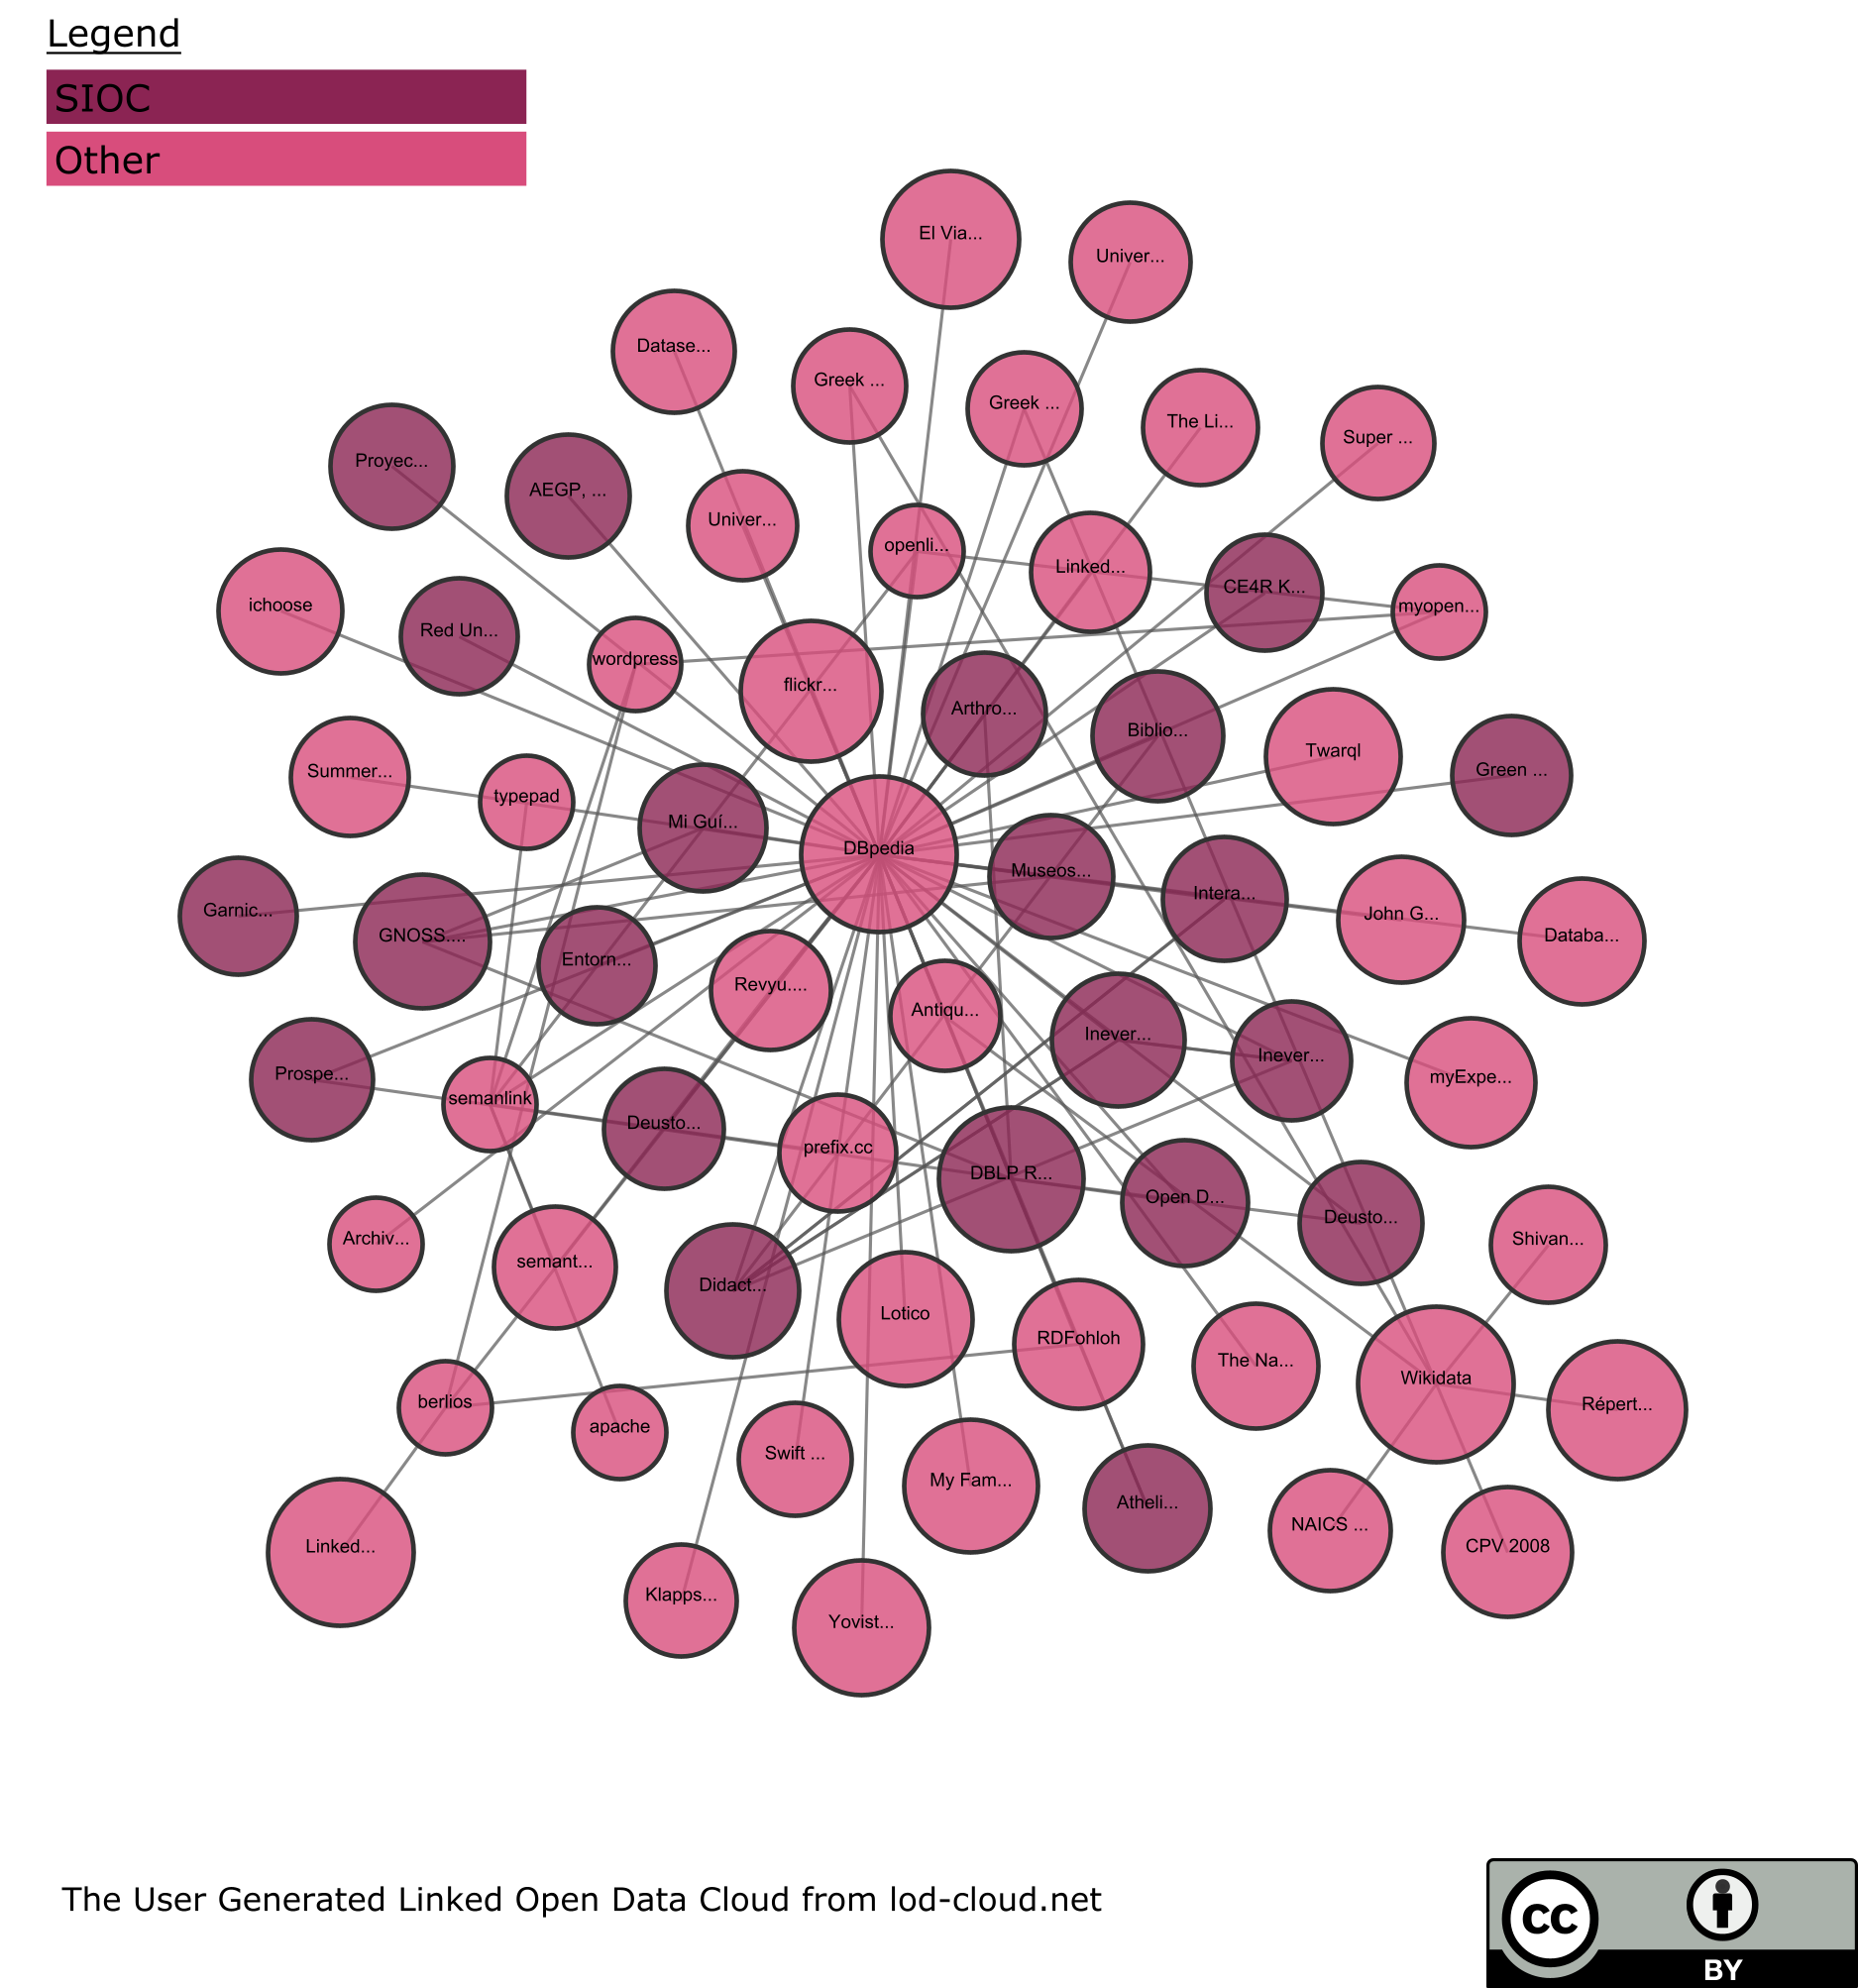 Legend
SIOC
Other
El Via...
Univer...
Datase...
Greek ...
Greek ...
The Li...
Super ...
Proyec...
AEGP, ...
Univer...
openli...
Linked...
CE4R K...
myopen...
ichoose
Red Un...
wordpress
flickr...
Arthro...
Biblio...
Twarql
Green ...
Summer...
typepad
Mi Guí...
DBpedia
Museos...
Intera...
John G...
Databa...
Garnic...
GNOSS....
Entorn...
Revyu....
Antiqu...
Inever...
Inever...
myExpe...
Prospe...
semanlink
Deusto...
prefix.cc
DBLP R...
Open D...
Deusto...
Shivan...
Archiv...
semant...
Didact...
Lotico
RDFohloh
The Na...
Wikidata
Répert...
berlios
apache
Swift ...
My Fam...
Atheli...
NAICS ...
CPV 2008
Linked...
Klapps...
Yovist...
The User Generated Linked Open Data Cloud from lod-cloud.net
cc
BY